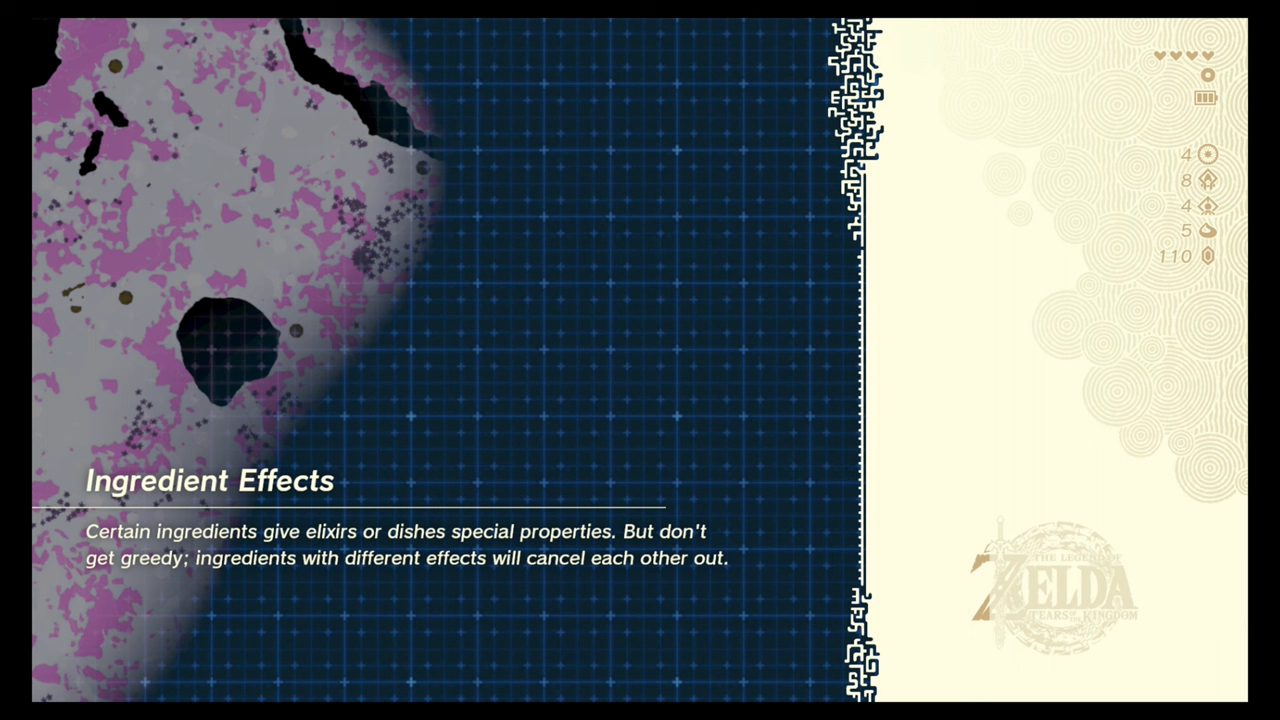 4
8
4
5
110
Ingredient Effects
Certain ingredients give elixirs or dishes special properties. But don't
get greedy; ingredients with different effects will cancel each other out.
THE LEGEND OF
ZELDA
TEARS OF THE KINGDOM